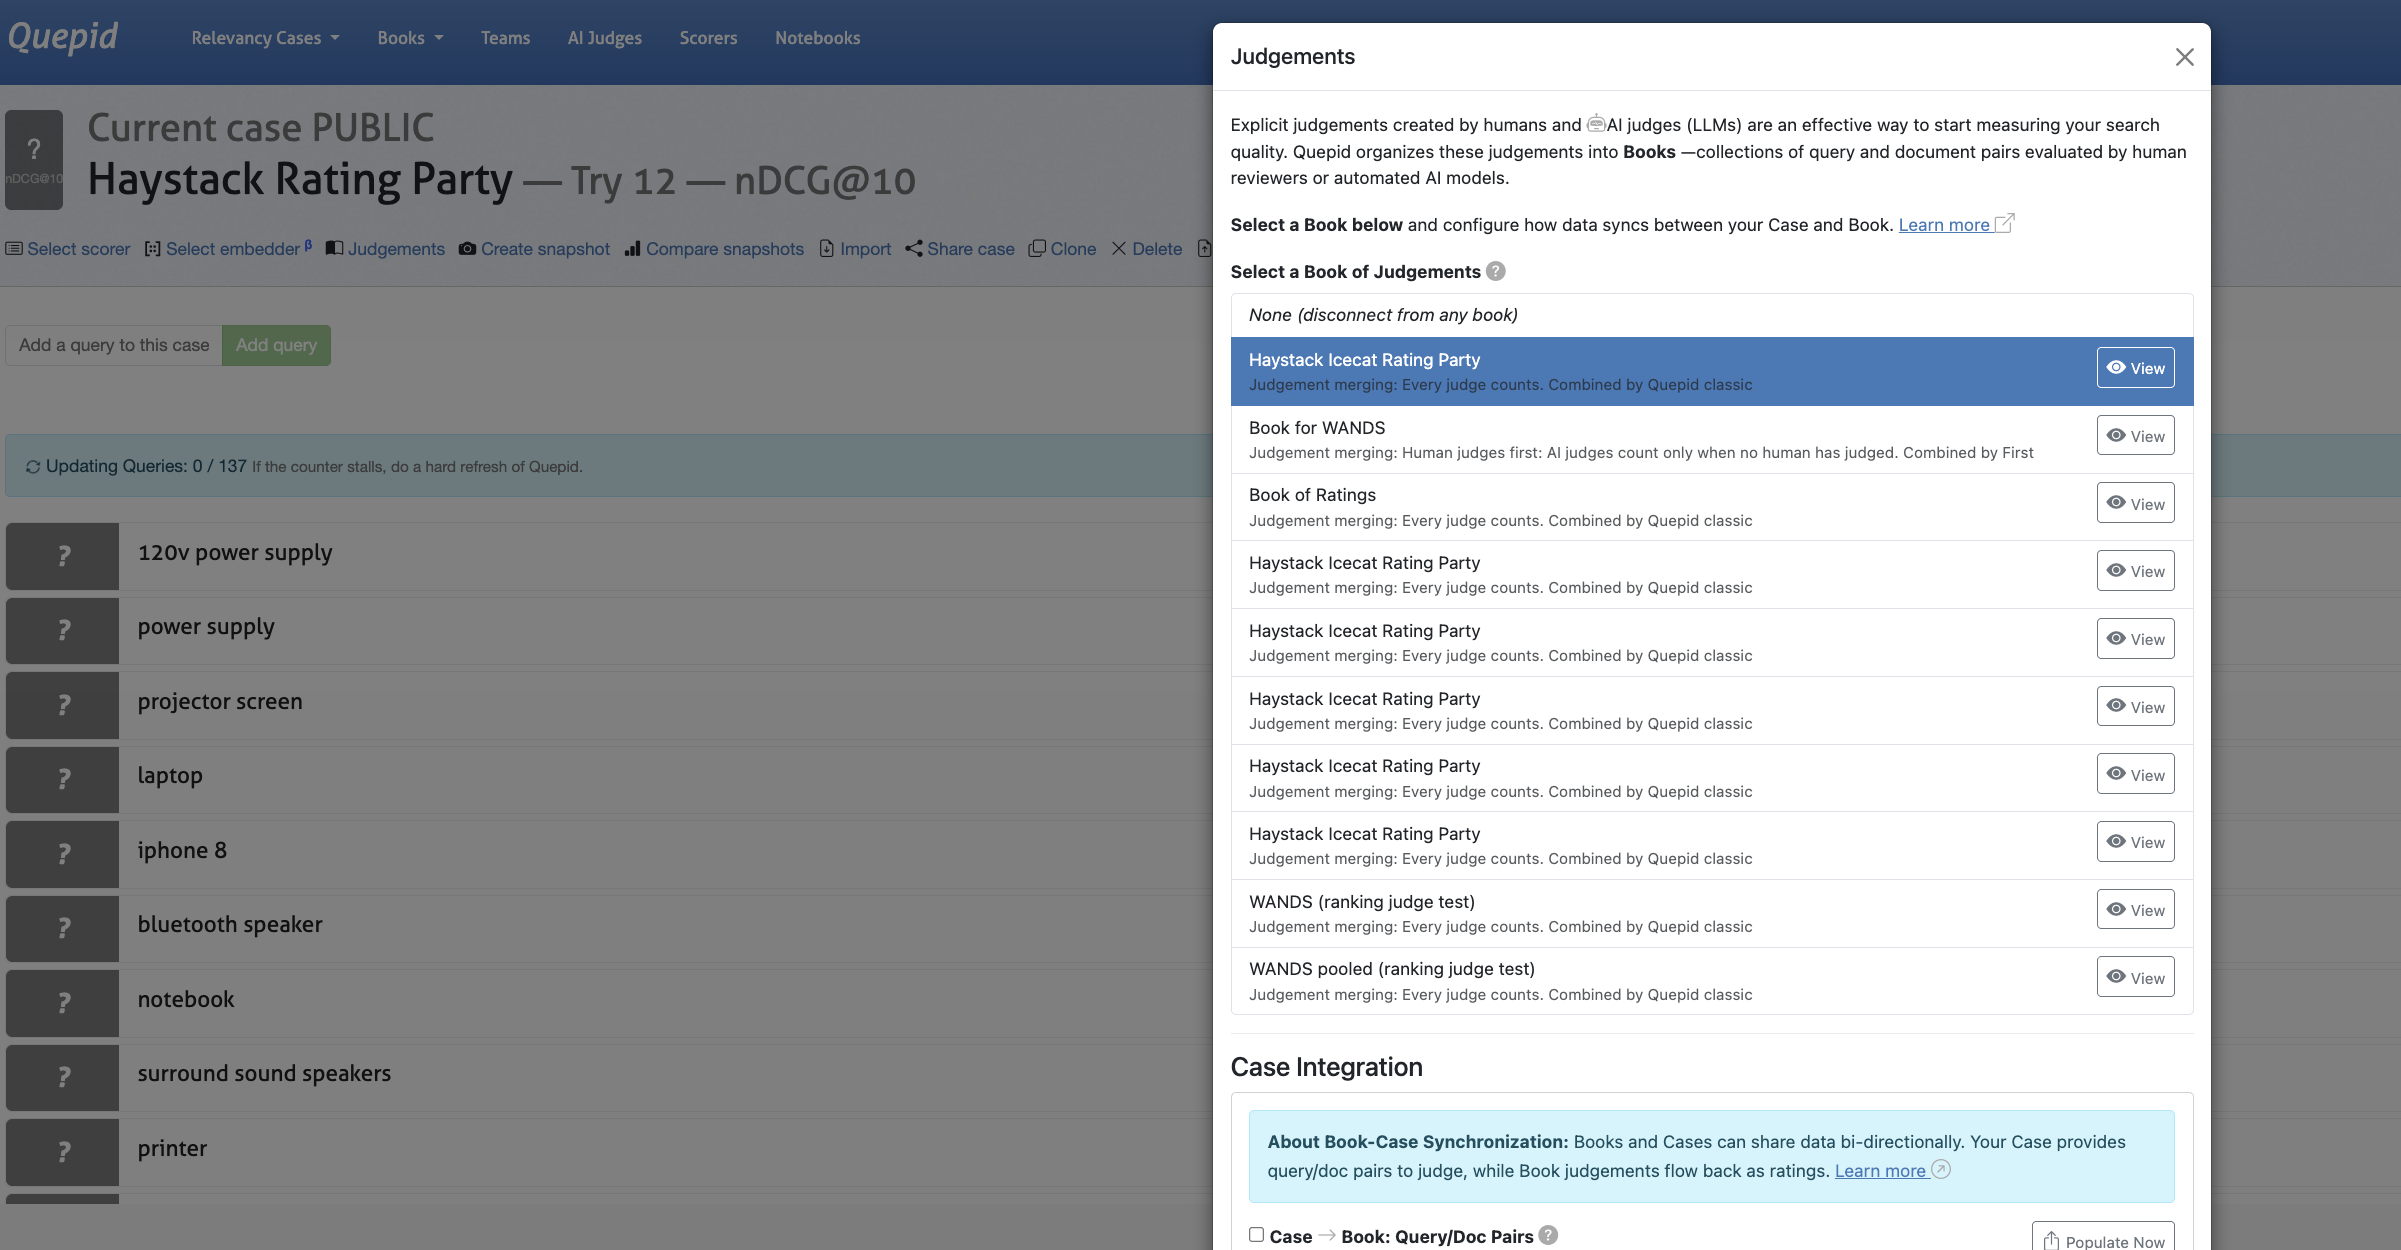 Quepid
Relevancy Cases
Books
Teams
AI Judges
Scorers
Notebooks
?
nDCG@10
Current case PUBLIC
Haystack Rating Party — Try 12 — nDCG@10
Select scorer
Select embedder β
Judgements
Create snapshot
Compare snapshots
Import
Share case
Clone
Delete
Add a query to this case
Add query
Updating Queries: 0 / 137 If the counter stalls, do a hard refresh of Quepid.
? 120v power supply
? power supply
? projector screen
? laptop
? iphone 8
? bluetooth speaker
? notebook
? surround sound speakers
? printer
Judgements
Explicit judgements created by humans and AI judges (LLMs) are an effective way to start measuring your search
quality. Quepid organizes these judgements into Books —collections of query and document pairs evaluated by human
reviewers or automated AI models.
Select a Book below and configure how data syncs between your Case and Book. Learn more
Select a Book of Judgements ?
None (disconnect from any book)
Haystack Icecat Rating Party
Judgement merging: Every judge counts. Combined by Quepid classic
View
Book for WANDS
Judgement merging: Human judges first: AI judges count only when no human has judged. Combined by First
View
Book of Ratings
Judgement merging: Every judge counts. Combined by Quepid classic
View
Haystack Icecat Rating Party
Judgement merging: Every judge counts. Combined by Quepid classic
View
Haystack Icecat Rating Party
Judgement merging: Every judge counts. Combined by Quepid classic
View
Haystack Icecat Rating Party
Judgement merging: Every judge counts. Combined by Quepid classic
View
Haystack Icecat Rating Party
Judgement merging: Every judge counts. Combined by Quepid classic
View
Haystack Icecat Rating Party
Judgement merging: Every judge counts. Combined by Quepid classic
View
WANDS (ranking judge test)
Judgement merging: Every judge counts. Combined by Quepid classic
View
WANDS pooled (ranking judge test)
Judgement merging: Every judge counts. Combined by Quepid classic
View
Case Integration
About Book-Case Synchronization: Books and Cases can share data bi-directionally. Your Case provides
query/doc pairs to judge, while Book judgements flow back as ratings. Learn more
Case → Book: Query/Doc Pairs ?
Populate Now